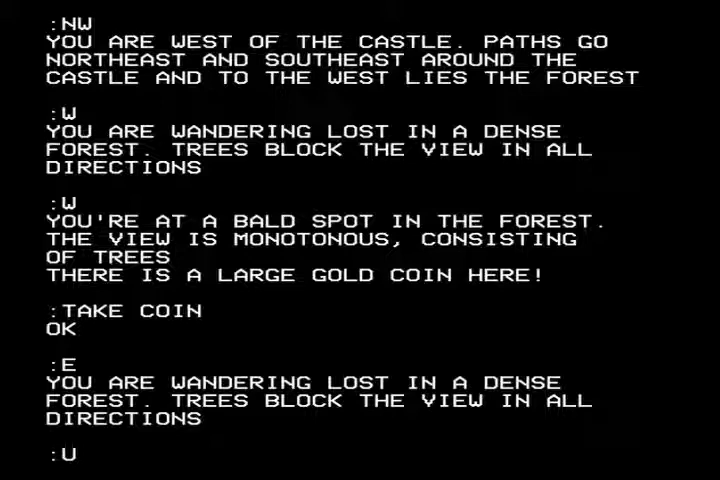 :NW
YOU ARE WEST OF THE CASTLE. PATHS GO
NORTHEAST AND SOUTHEAST AROUND THE
CASTLE AND TO THE WEST LIES THE FOREST
:W
YOU ARE WANDERING LOST IN A DENSE
FOREST. TREES BLOCK THE VIEW IN ALL
DIRECTIONS
:W
YOU'RE AT A BALD SPOT IN THE FOREST.
THE VIEW IS MONOTONOUS, CONSISTING
OF TREES
THERE IS A LARGE GOLD COIN HERE!
:TAKE COIN
OK
:E
YOU ARE WANDERING LOST IN A DENSE
FOREST. TREES BLOCK THE VIEW IN ALL
DIRECTIONS
:U